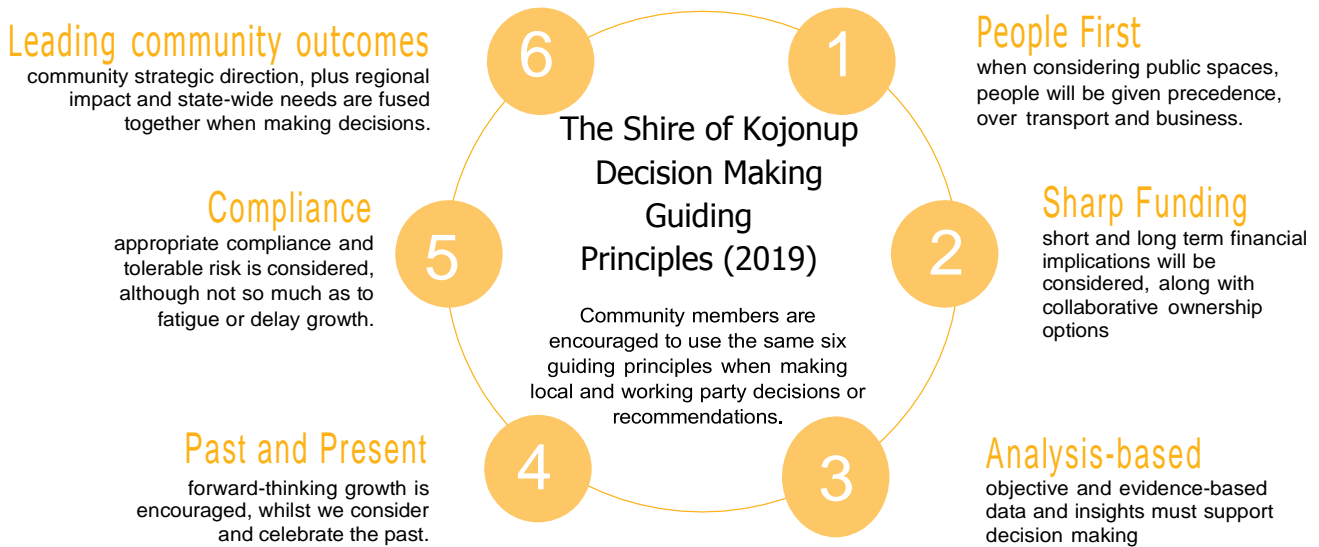 The Shire of Kojonup
Decision Making
Guiding
Principles (2019)
Community members are
encouraged to use the same six
guiding principles when making
local and working party decisions or
recommendations.
1
People First
when considering public spaces,
people will be given precedence,
over transport and business.
2
Sharp Funding
short and long term financial
implications will be
considered, along with
collaborative ownership
options
3
Analysis-based
objective and evidence-based
data and insights must support
decision making
4
Past and Present
forward-thinking growth is
encouraged, whilst we consider
and celebrate the past.
5
Compliance
appropriate compliance and
tolerable risk is considered,
although not so much as to
fatigue or delay growth.
6
Leading community outcomes
community strategic direction, plus regional
impact and state-wide needs are fused
together when making decisions.